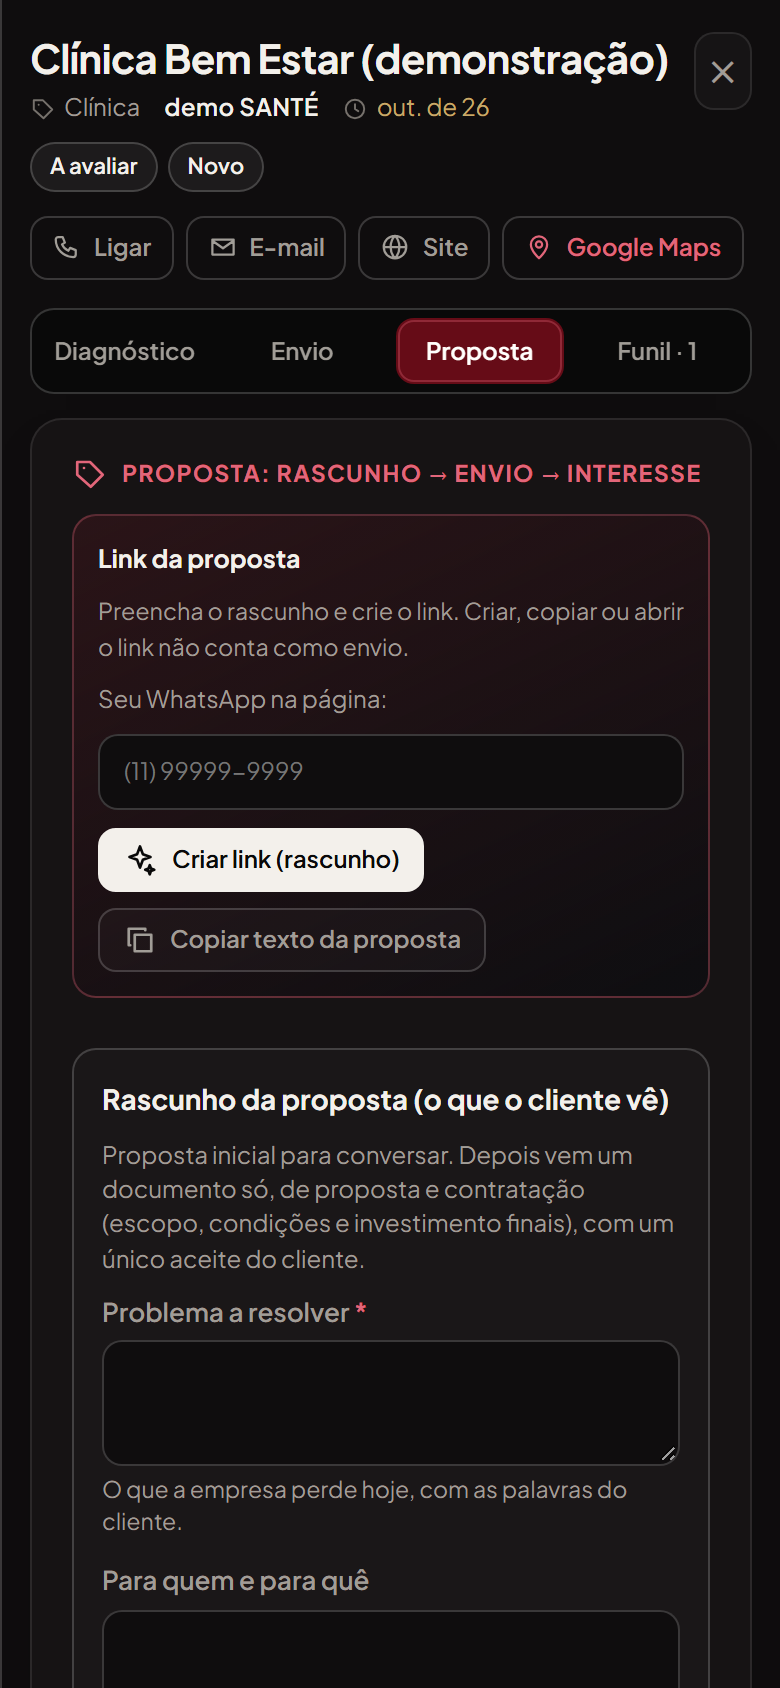 Clínica Bem Estar (demonstração)
Clínica demo SANTÉ out. de 26
A avaliar Novo
Ligar E-mail Site Google Maps
Diagnóstico Envio Proposta Funil · 1
PROPOSTA: RASCUNHO → ENVIO → INTERESSE
Link da proposta
Preencha o rascunho e crie o link. Criar, copiar ou abrir
o link não conta como envio.
Seu WhatsApp na página:
(11) 99999-9999
Criar link (rascunho)
Copiar texto da proposta
Rascunho da proposta (o que o cliente vê)
Proposta inicial para conversar. Depois vem um
documento só, de proposta e contratação
(escopo, condições e investimento finais), com um
único aceite do cliente.
Problema a resolver *
O que a empresa perde hoje, com as palavras do
cliente.
Para quem e para quê